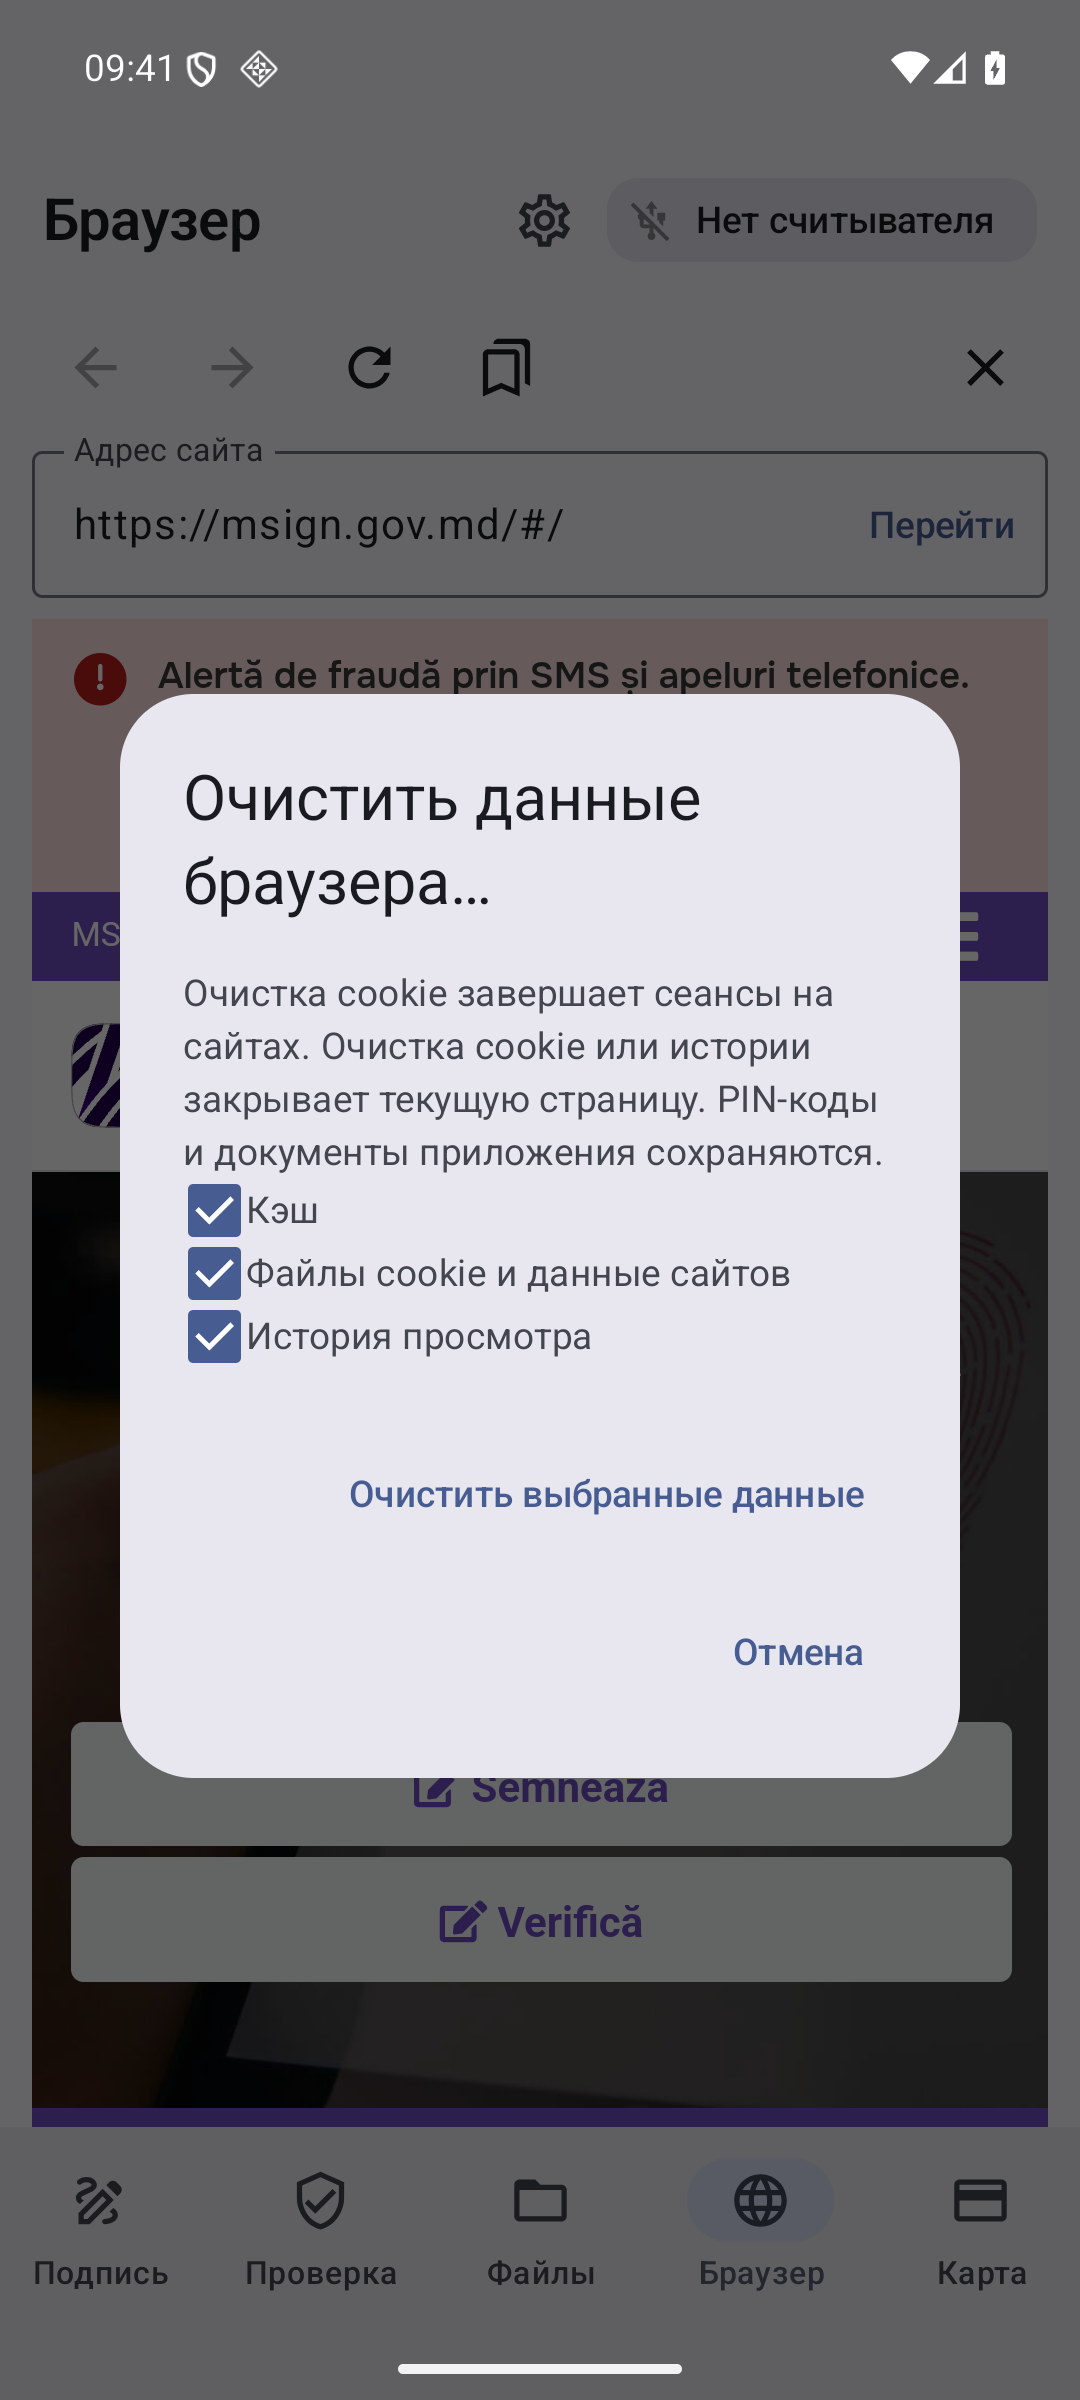 09:41
Браузер
Нет считывателя
Адрес сайта
https://msign.gov.md/#/
Перейти
Alertă de fraudă prin SMS și apeluri telefonice.
MS
Очистить данные
браузера...
Очистка cookie завершает сеансы на
сайтах. Очистка cookie или истории
закрывает текущую страницу. PIN-коды
и документы приложения сохраняются.
Кэш
Файлы cookie и данные сайтов
История просмотра
Очистить выбранные данные
Отмена
Semnează
Verifică
Подпись
Проверка
Файлы
Браузер
Карта